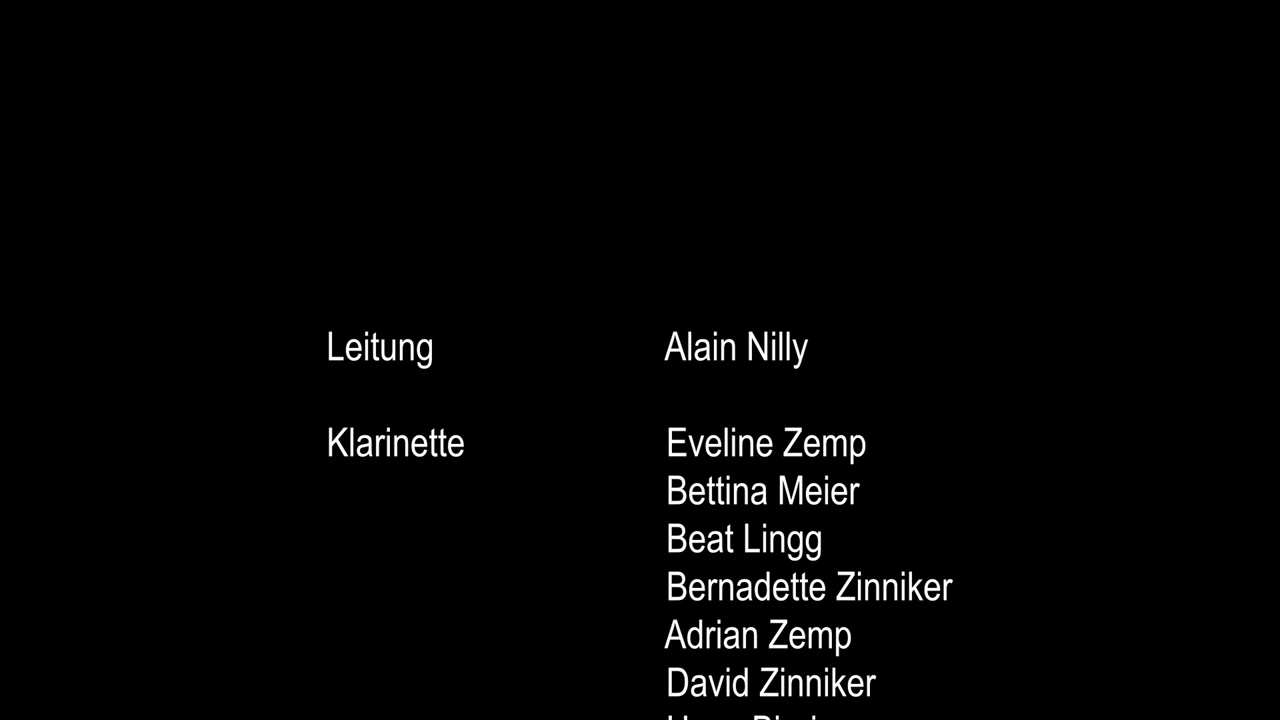 Leitung Alain Nilly
Klarinette Eveline Zemp
Bettina Meier
Beat Lingg
Bernadette Zinniker
Adrian Zemp
David Zinniker